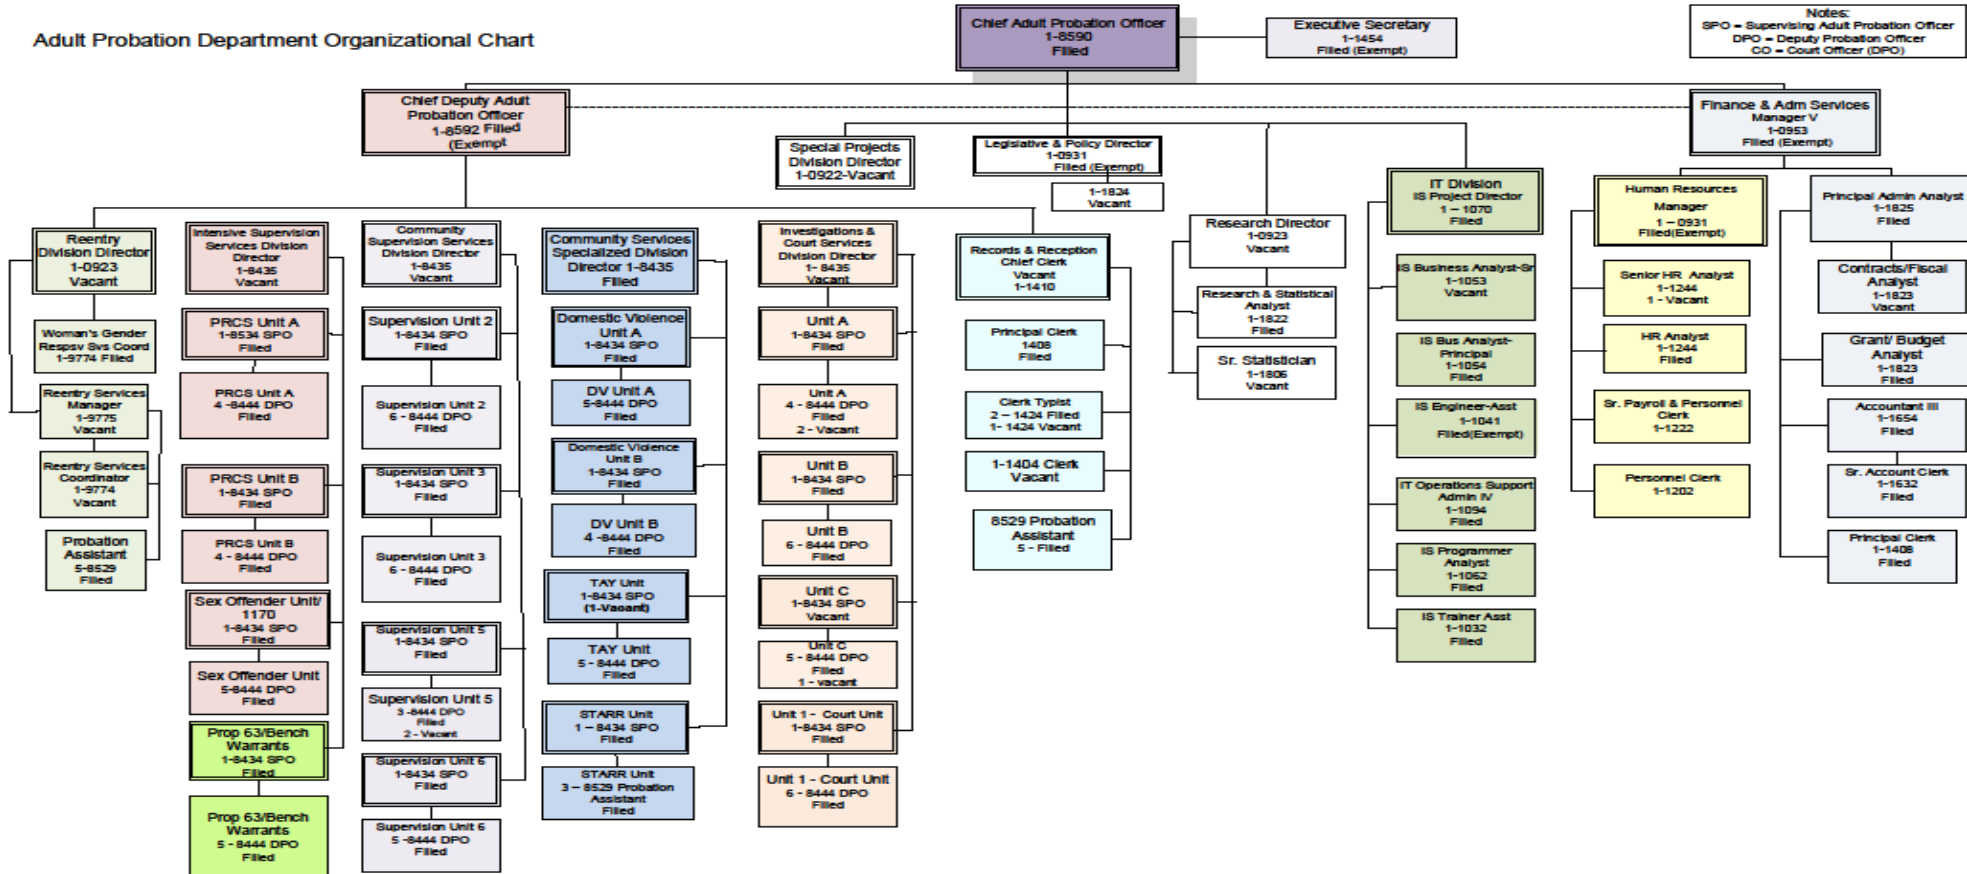 Adult Probation Department Organizational Chart
Chief Adult Probation Officer
1-8590
Filled
Executive Secretary
1-1454
Filled (Exempt)
Notes:
SPO = Supervising Adult Probation Officer
DPO = Deputy Probation Officer
CO = Court Officer (DPO)
Chief Deputy Adult
Probation Officer
1-8592 Filled
(Exempt
Finance & Adm Services
Manager V
1-0953
Filled (Exempt)
Special Projects
Division Director
1-0922-Vacant
Legislative & Policy Director
1-0931
Filled (Exempt)
1-1824
Vacant
Reentry
Division Director
1-0923
Vacant
Woman's Gender
Respsv Svs Coord
1-9774 Filled
Reentry Services
Manager
1-9775
Vacant
Reentry Services
Coordinator
1-9774
Vacant
Probation
Assistant
5-8529
Filled
Intensive Supervision
Services Division
Director
1-8435
Vacant
PRCS Unit A
1-8534 SPO
Filled
PRCS Unit A
4 -8444 DPO
Filled
PRCS Unit B
1-8434 SPO
Filled
PRCS Unit B
4 - 8444 DPO
Filled
Sex Offender Unit/
1170
1-8434 SPO
Filled
Sex Offender Unit
5-8444 DPO
Filled
Prop 63/Bench
Warrants
1-8434 SPO
Filled
Prop 63/Bench
Warrants
5 - 8444 DPO
Filled
Community
Supervision Services
Division Director
1-8435
Vacant
Supervision Unit 2
1-8434 SPO
Filled
Supervision Unit 2
6 - 8444 DPO
Filled
Supervision Unit 3
1-8434 SPO
Filled
Supervision Unit 3
6 - 8444 DPO
Filled
Supervision Unit 5
1-8434 SPO
Filled
Supervision Unit 5
3 -8444 DPO
Filled
2 - Vacant
Supervision Unit 6
1-8434 SPO
Filled
Supervision Unit 6
5 -8444 DPO
Filled
Community Services
Specialized Division
Director 1-8435
Filled
Domestic Violence
Unit A
1-8434 SPO
Filled
DV Unit A
5-8444 DPO
Filled
Domestic Violence
Unit B
1-8434 SPO
Filled
DV Unit B
4 -8444 DPO
Filled
TAY Unit
1-8434 SPO
(1-Vacant)
TAY Unit
5 - 8444 DPO
Filled
STARR Unit
1 – 8434 SPO
Filled
STARR Unit
3 – 8529 Probation
Assistant
Filled
Investigations &
Court Services
Division Director
1- 8435
Vacant
Unit A
1-8434 SPO
Filled
Unit A
4 - 8444 DPO
Filled
2 - Vacant
Unit B
1-8434 SPO
Filled
Unit B
6 - 8444 DPO
Filled
Unit C
1-8434 SPO
Vacant
Unit C
5 - 8444 DPO
Filled
1 - vacant
Unit 1 - Court Unit
1-8434 SPO
Filled
Unit 1 - Court Unit
6 - 8444 DPO
Filled
Records & Reception
Chief Clerk
Vacant
1-1410
Principal Clerk
1408
Filled
Clerk Typist
2 – 1424 Filled
1- 1424 Vacant
1-1404 Clerk
Vacant
8529 Probation
Assistant
5 - Filled
Research Director
1-0923
Vacant
Research & Statistical
Analyst
1-1822
Filled
Sr. Statistician
1-1806
Vacant
IT Division
IS Project Director
1 – 1070
Filled
IS Business Analyst-Sr
1-1053
Vacant
IS Bus Analyst-
Principal
1-1054
Filled
IS Engineer-Asst
1-1041
Filled(Exempt)
IT Operations Support
Admin IV
1-1094
Filled
IS Programmer
Analyst
1-1062
Filled
IS Trainer Asst
1-1032
Filled
Human Resources
Manager
1 – 0931
Filled(Exempt)
Senior HR Analyst
1-1244
1 - Vacant
HR Analyst
1-1244
Filled
Sr. Payroll & Personnel
Clerk
1-1222
Personnel Clerk
1-1202
Principal Admin Analyst
1-1825
Filled
Contracts/Fiscal
Analyst
1-1823
Vacant
Grant/ Budget
Analyst
1-1823
Filled
Accountant III
1-1654
Filled
Sr. Account Clerk
1-1632
Filled
Principal Clerk
1-1408
Filled